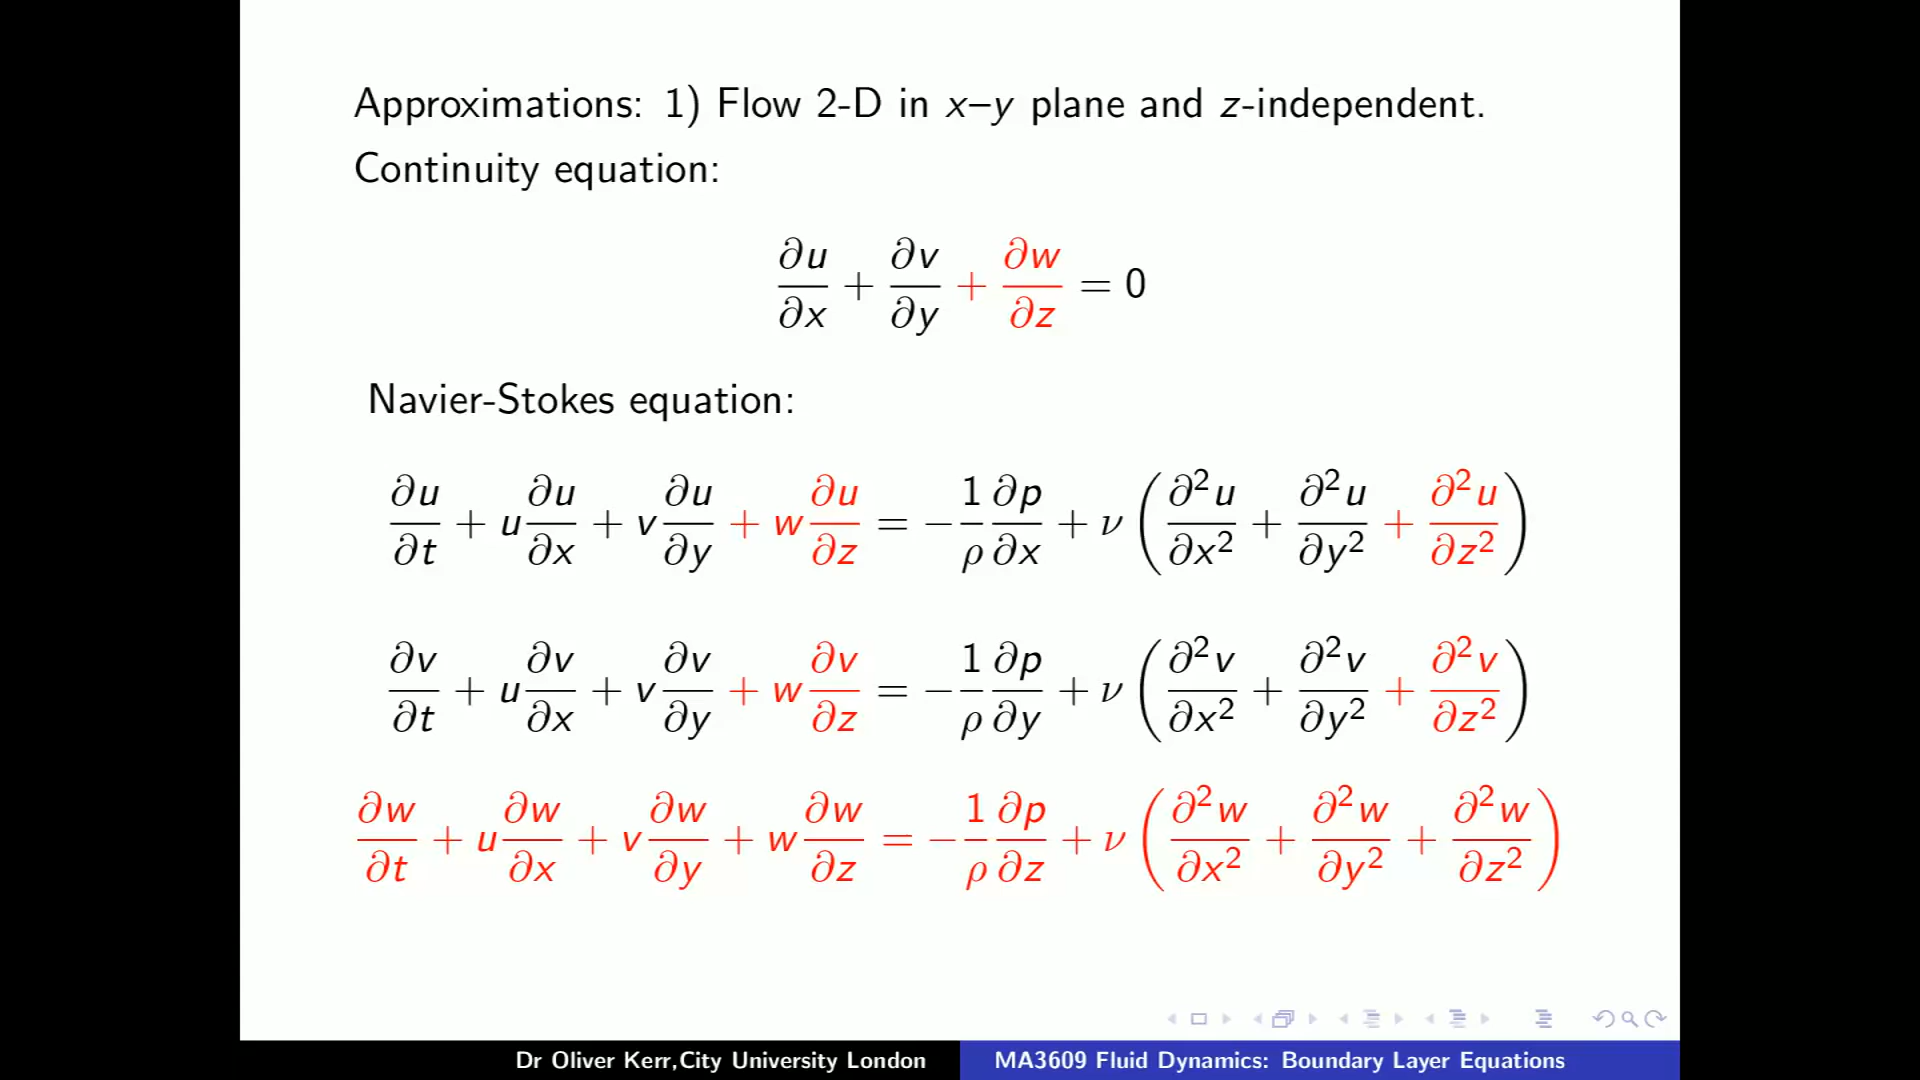 Approximations: 1) Flow 2-D in x–y plane and z-independent.
Continuity equation:
∂u/∂x + ∂v/∂y + ∂w/∂z = 0
Navier-Stokes equation:
∂u/∂t + u ∂u/∂x + v ∂u/∂y + w ∂u/∂z = − 1/ρ ∂p/∂x + ν ( ∂²u/∂x² + ∂²u/∂y² + ∂²u/∂z² )
∂v/∂t + u ∂v/∂x + v ∂v/∂y + w ∂v/∂z = − 1/ρ ∂p/∂y + ν ( ∂²v/∂x² + ∂²v/∂y² + ∂²v/∂z² )
∂w/∂t + u ∂w/∂x + v ∂w/∂y + w ∂w/∂z = − 1/ρ ∂p/∂z + ν ( ∂²w/∂x² + ∂²w/∂y² + ∂²w/∂z² )
Dr Oliver Kerr,City University London
MA3609 Fluid Dynamics: Boundary Layer Equations